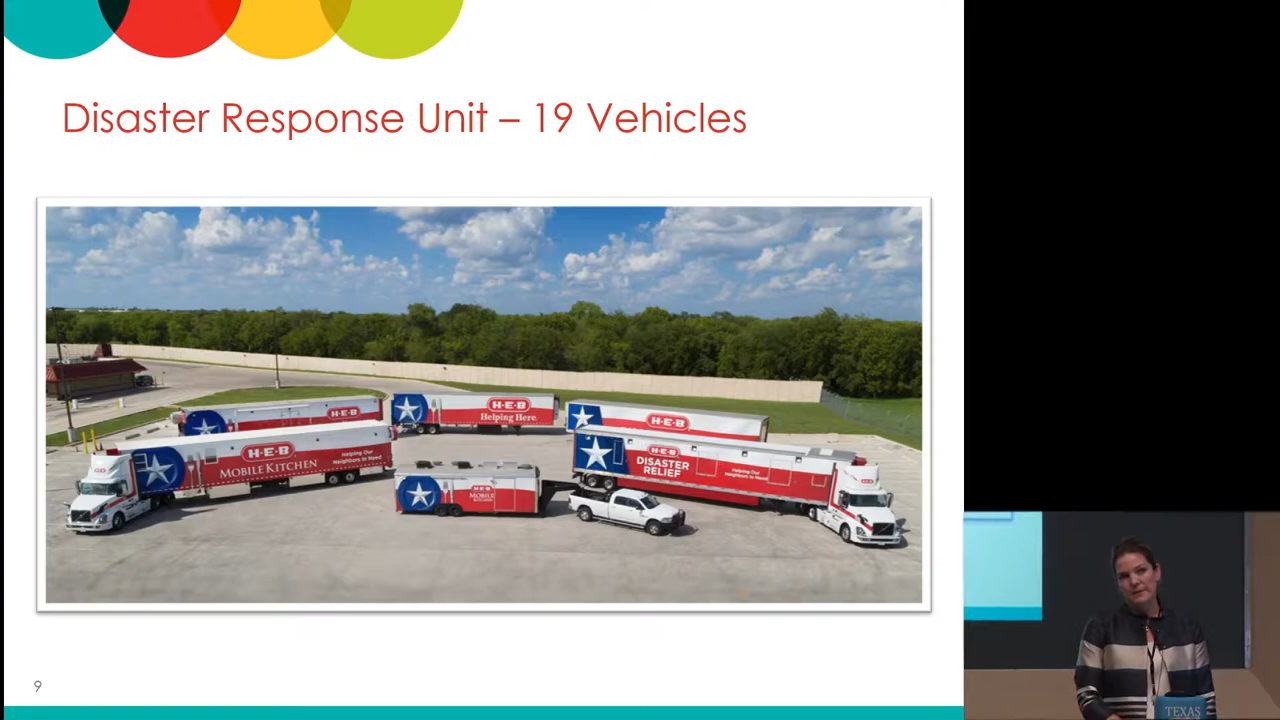 Disaster Response Unit – 19 Vehicles
H-E-B
H-E-B
Helping Here
H-E-B
H-E-B
MOBILE KITCHEN
Helping Our
Neighbors In Need
H-E-B
DISASTER
RELIEF
Helping Our
Neighbors In Need
H-E-B
MOBILE
KITCHEN
9
TEXAS